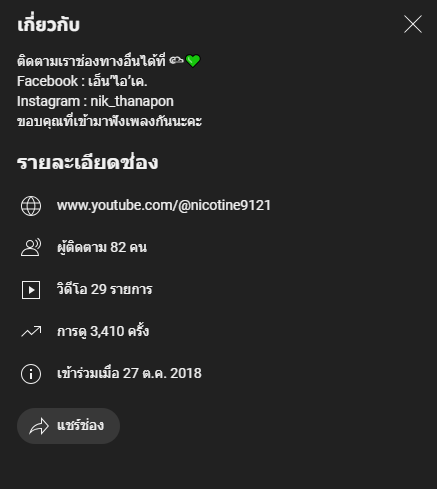 เกี่ยวกับ
ติดตามเราช่องทางอื่นได้ที่ 🐑💚
Facebook : เอ็น'ไอ'เค.
Instagram : nik_thanapon
ขอบคุณที่เข้ามาฟังเพลงกันนะคะ
รายละเอียดช่อง
www.youtube.com/@nicotine9121
ผู้ติดตาม 82 คน
วิดีโอ 29 รายการ
การดู 3,410 ครั้ง
เข้าร่วมเมื่อ 27 ต.ค. 2018
แชร์ช่อง